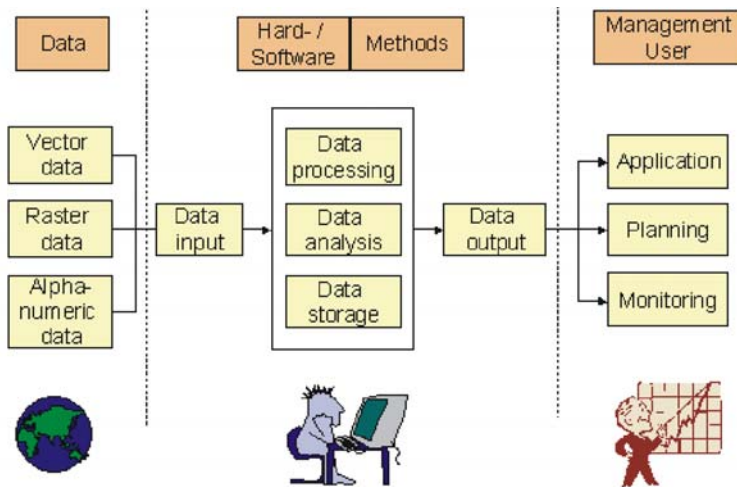 Data
Hard- /
Software
Methods
Management
User
Vector
data
Raster
data
Alpha-
numeric
data
Data
input
Data
processing
Data
analysis
Data
storage
Data
output
Application
Planning
Monitoring